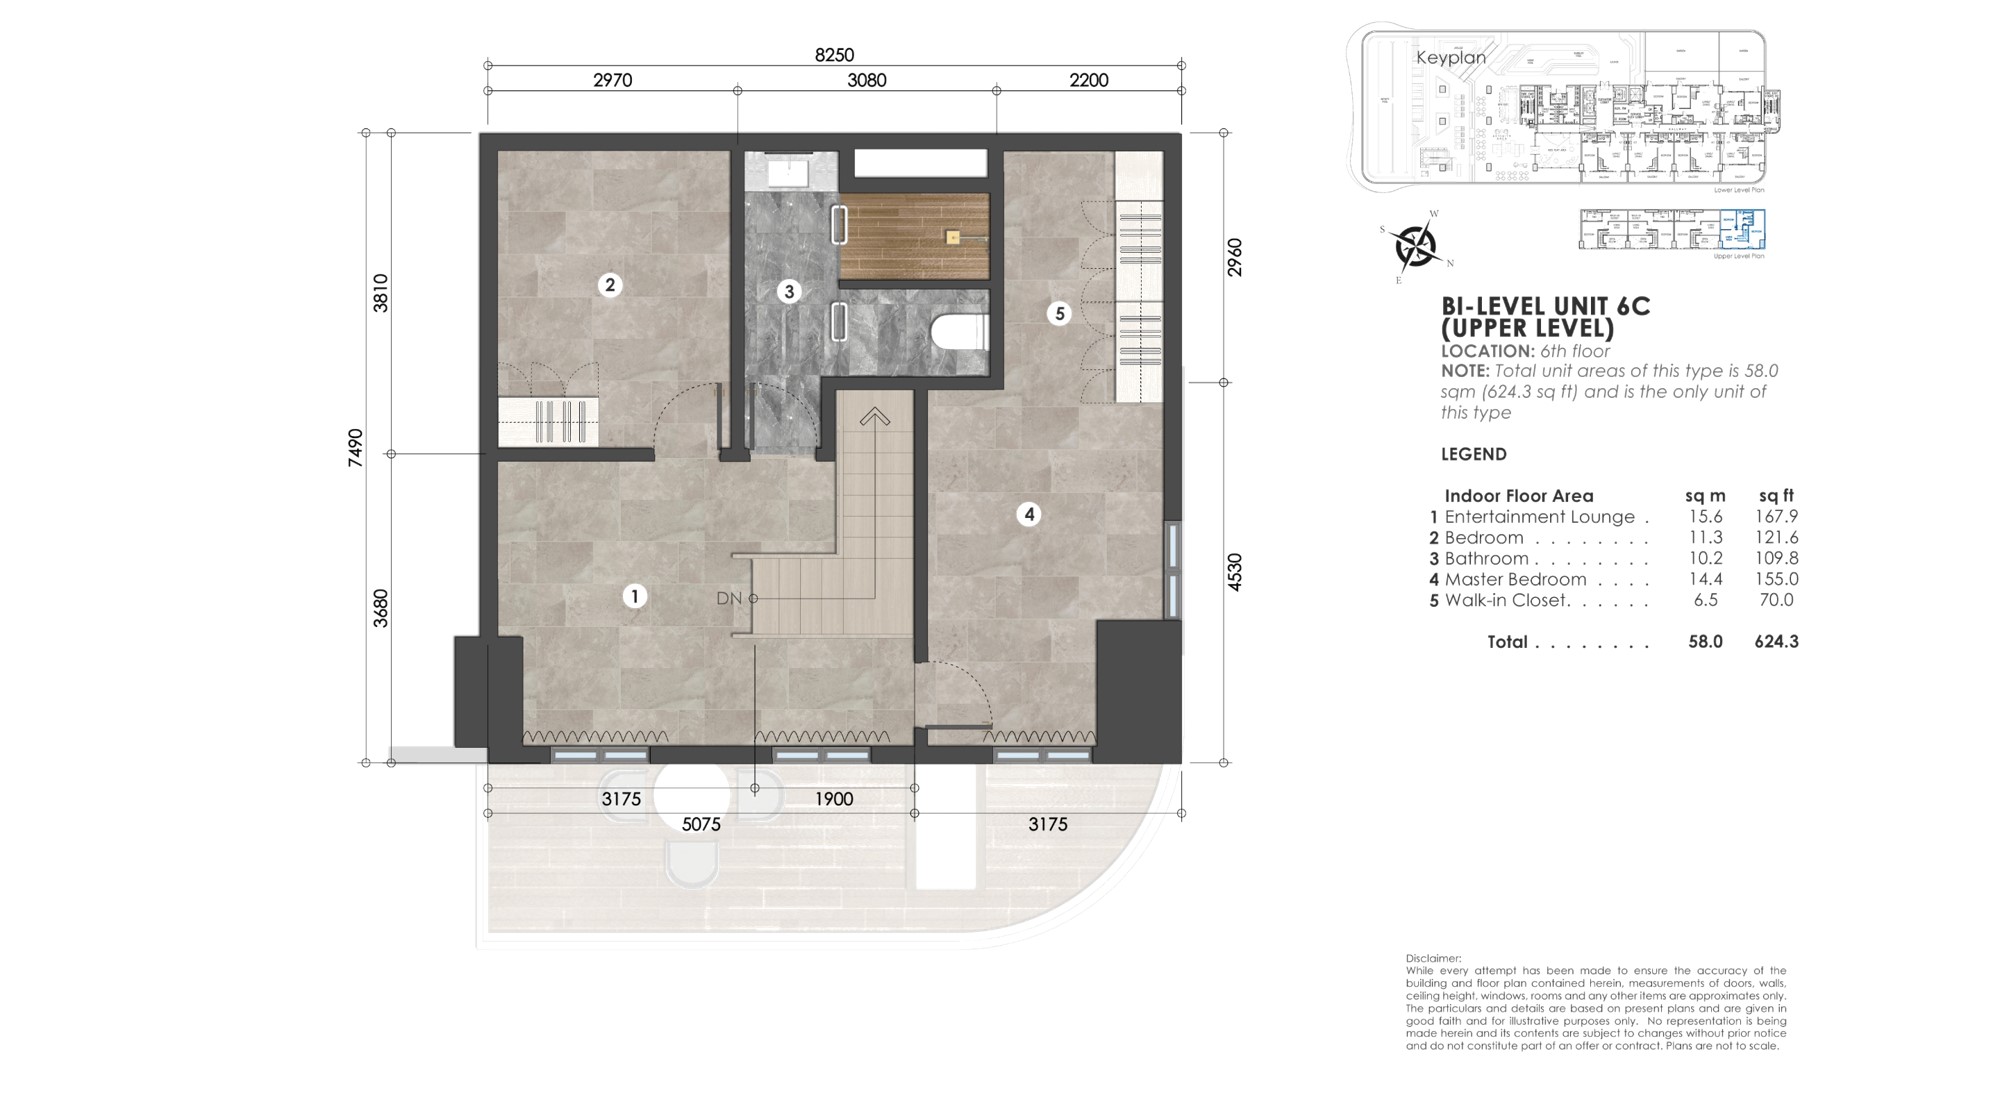 8250
2970
3080
2200
7490
3810
3680
2960
4530
2
3
5
4
1
DN
3175
1900
5075
3175
Keyplan
Lower Level Plan
Upper Level Plan
W
S
N
E
BI-LEVEL UNIT 6C
(UPPER LEVEL)
LOCATION: 6th floor
NOTE: Total unit areas of this type is 58.0
sqm (624.3 sq ft) and is the only unit of
this type
LEGEND
Indoor Floor Area sq m sq ft
1 Entertainment Lounge . 15.6 167.9
2 Bedroom . . . . . . . . 11.3 121.6
3 Bathroom . . . . . . . . 10.2 109.8
4 Master Bedroom . . . . 14.4 155.0
5 Walk-in Closet. . . . . . 6.5 70.0
Total . . . . . . . . 58.0 624.3
Disclaimer:
While every attempt has been made to ensure the accuracy of the
building and floor plan contained herein, measurements of doors, walls,
ceiling height, windows, rooms and any other items are approximates only.
The particulars and details are based on present plans and are given in
good faith and for illustrative purposes only. No representation is being
made herein and its contents are subject to changes without prior notice
and do not constitute part of an offer or contract. Plans are not to scale.